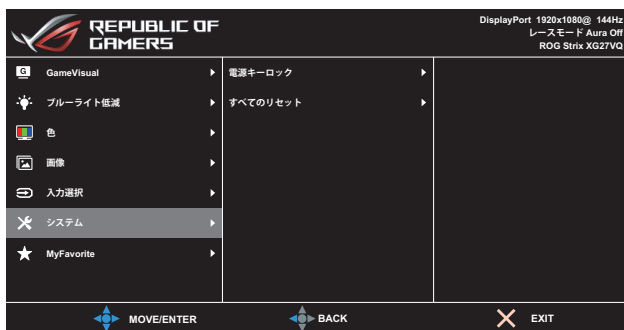 REPUBLIC OF
GAMERS
DisplayPort 1920x1080@ 144Hz
レースモード Aura Off
ROG Strix XG27VQ
G
GameVisual
ブルーライト低減
色
画像
入力選択
システム
MyFavorite
電源キーロック
すべてのリセット
MOVE/ENTER
BACK
EXIT